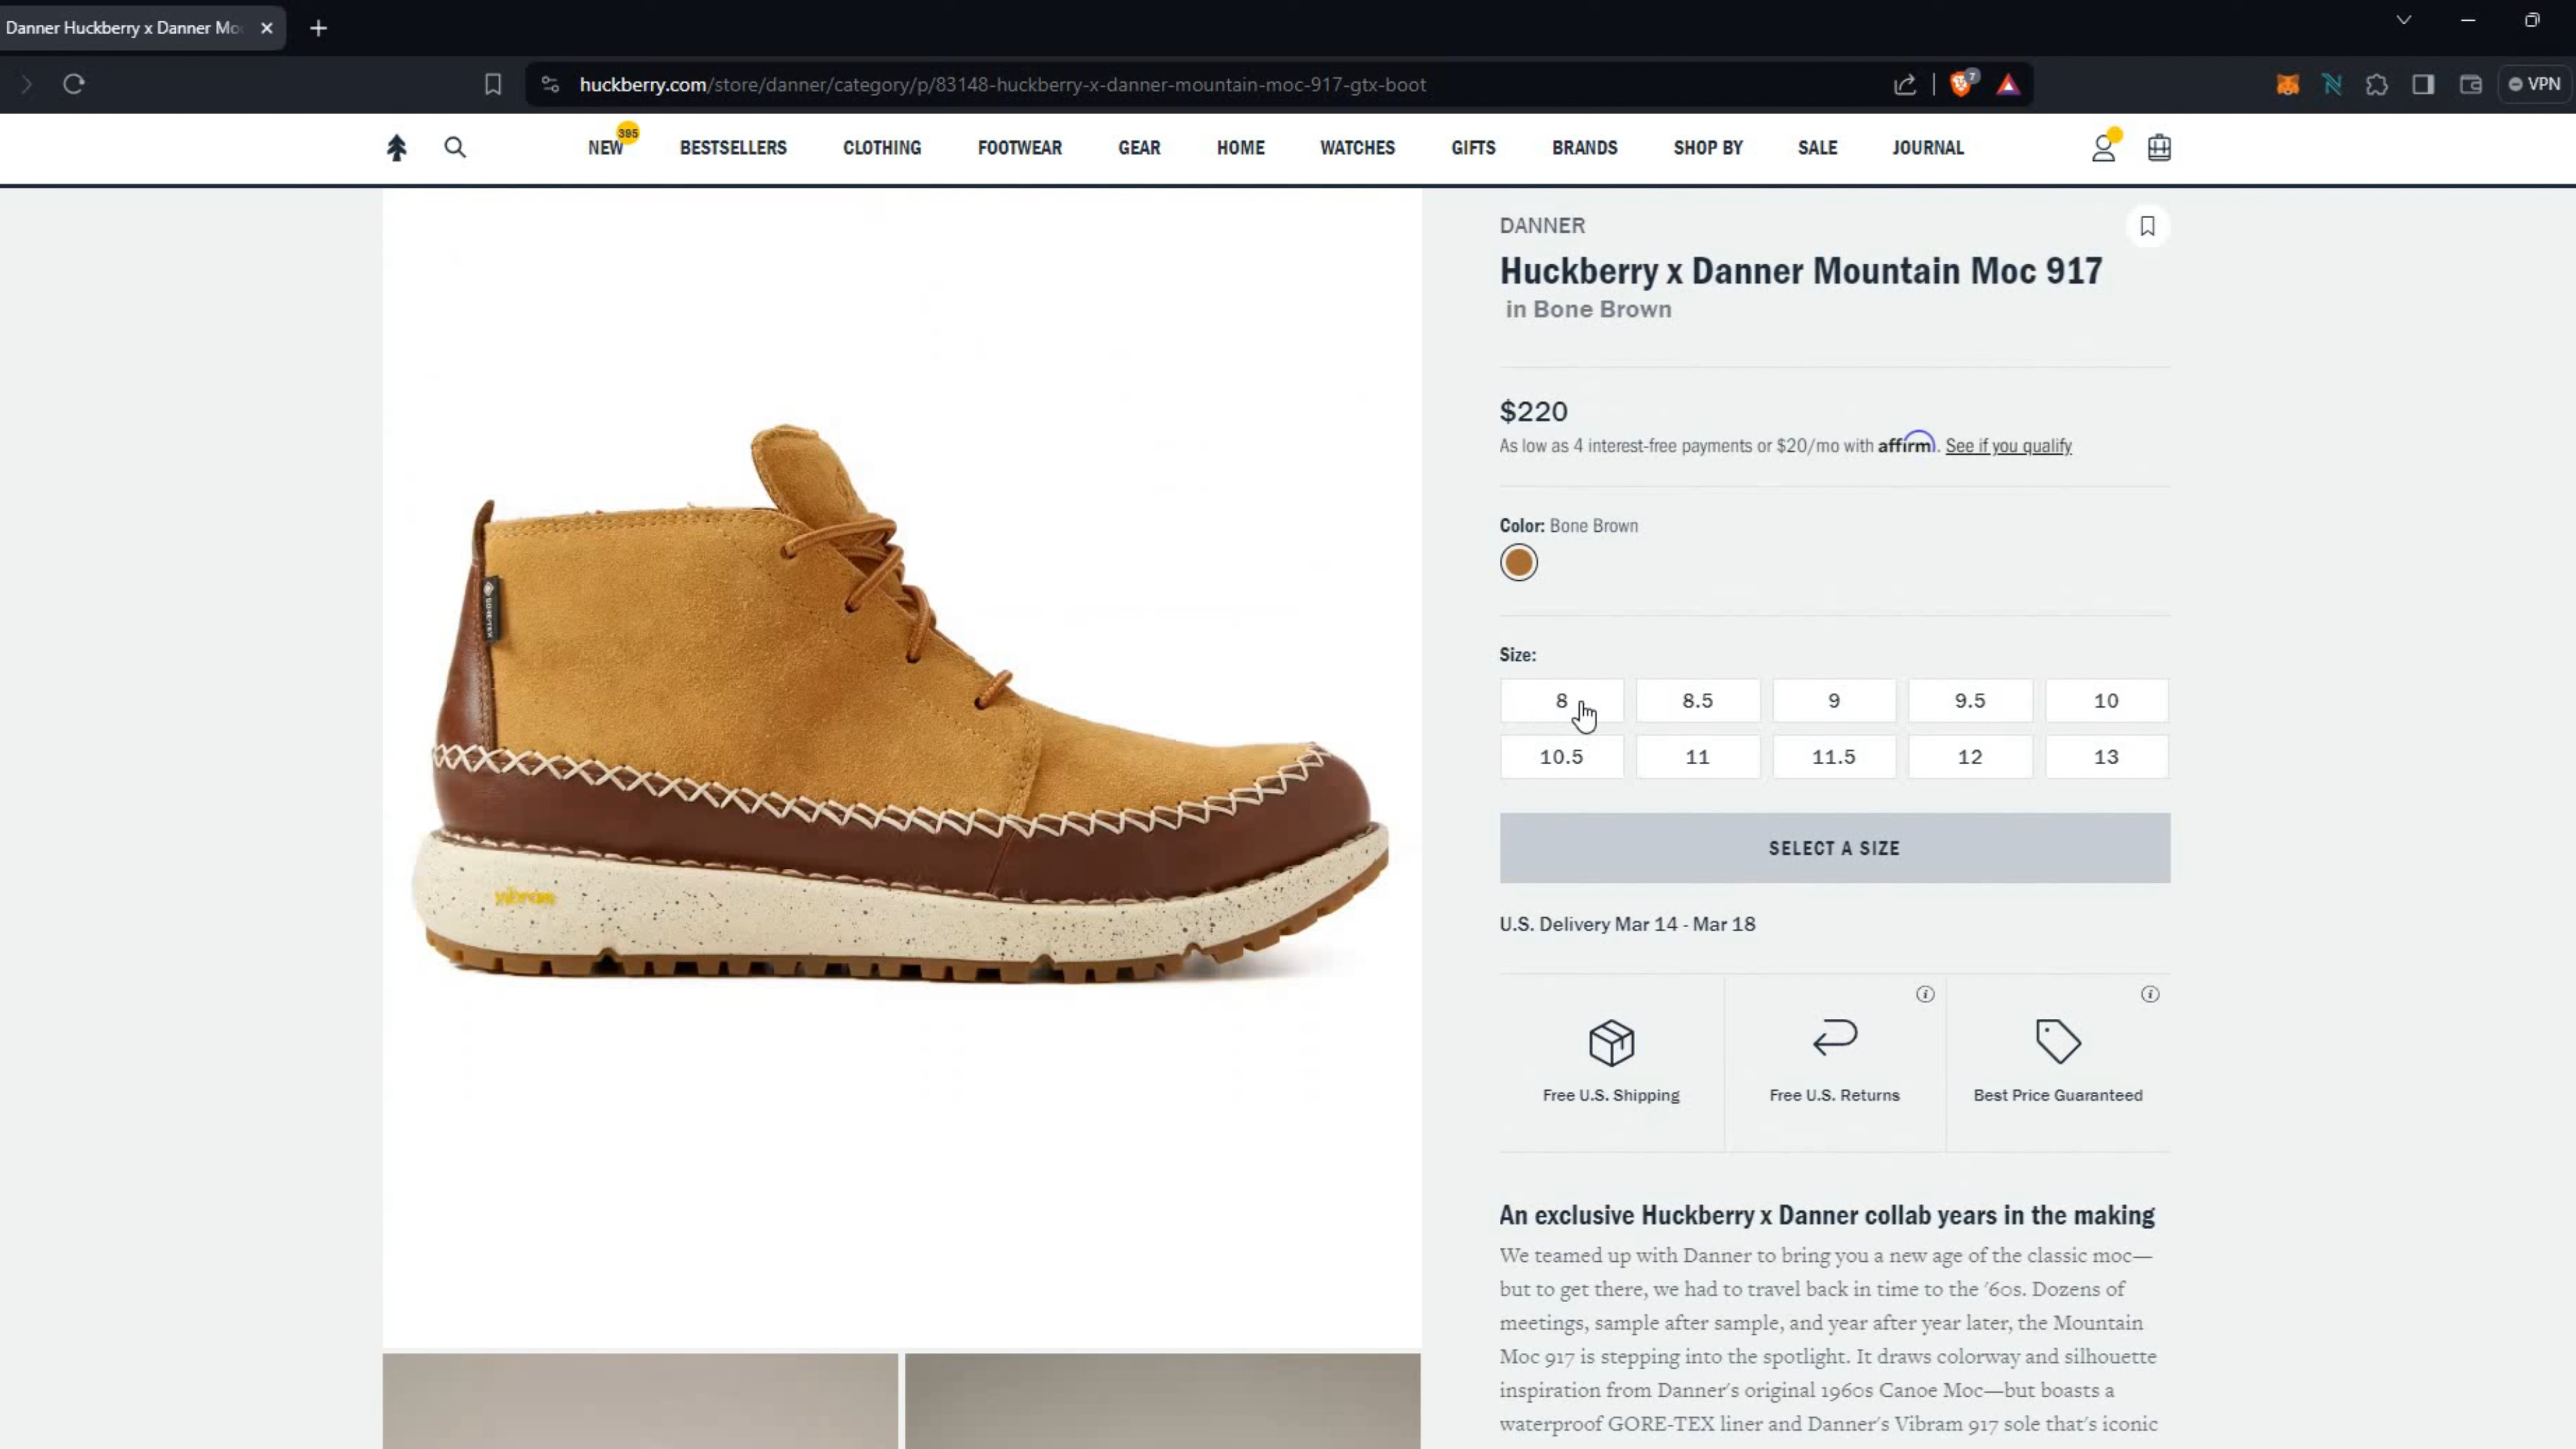 Danner Huckberry x Danner Mo
huckberry.com/store/danner/category/p/83148-huckberry-x-danner-mountain-moc-917-gtx-boot
7
VPN
NEW
395
BESTSELLERS
CLOTHING
FOOTWEAR
GEAR
HOME
WATCHES
GIFTS
BRANDS
SHOP BY
SALE
JOURNAL
DANNER
Huckberry x Danner Mountain Moc 917
in Bone Brown
$220
As low as 4 interest-free payments or $20/mo with affirm. See if you qualify
Color: Bone Brown
Size:
8 8.5 9 9.5 10
10.5 11 11.5 12 13
SELECT A SIZE
U.S. Delivery Mar 14 - Mar 18
Free U.S. Shipping
Free U.S. Returns
Best Price Guaranteed
An exclusive Huckberry x Danner collab years in the making
We teamed up with Danner to bring you a new age of the classic moc—
but to get there, we had to travel back in time to the '60s. Dozens of
meetings, sample after sample, and year after year later, the Mountain
Moc 917 is stepping into the spotlight. It draws colorway and silhouette
inspiration from Danner's original 1960s Canoe Moc—but boasts a
waterproof GORE-TEX liner and Danner's Vibram 917 sole that's iconic
GORE-TEX
vibram